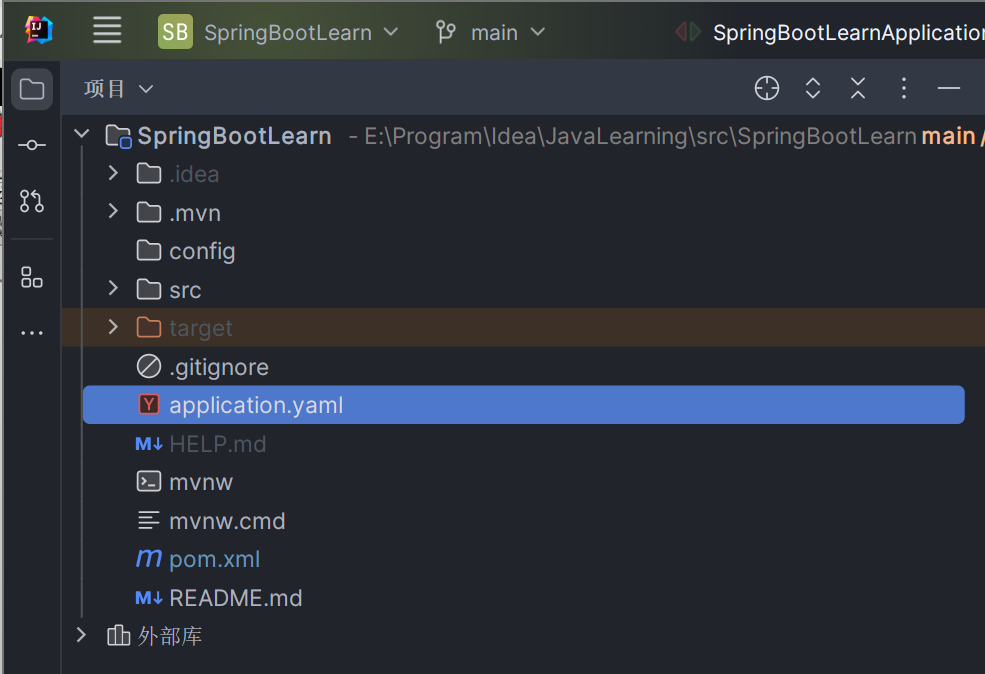 SB SpringBootLearn main SpringBootLearnApplication
项目
SpringBootLearn - E:\Program\Idea\JavaLearning\src\SpringBootLearn main /
.idea
.mvn
config
src
target
.gitignore
Y application.yaml
M↓ HELP.md
mvnw
mvnw.cmd
m pom.xml
M↓ README.md
外部库